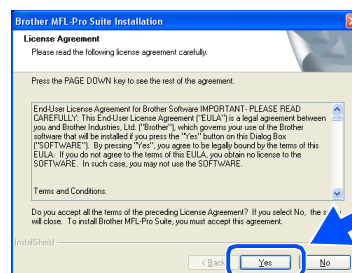 Brother MFL-Pro Suite Installation
License Agreement
Please read the following license agreement carefully.
Press the PAGE DOWN key to see the rest of the agreement.
End-User License Agreement for Brother Software IMPORTANT- PLEASE READ
CAREFULLY: This End-User License Agreement ("EULA") is a legal agreement between
you and Brother Industries, Ltd. ("Brother"), which governs your use of the Brother
software that will be installed if you press the "Yes" button on this Dialog Box
("SOFTWARE"). By pressing "Yes", you agree to be legally bound by the terms of this
EULA. If you do not agree to the terms of this EULA, you obtain no license to the
SOFTWARE. In such case, you may not use the SOFTWARE.
Terms and Conditions.
Do you accept all the terms of the preceding License Agreement? If you select No, the
will close. To install Brother MFL-Pro Suite, you must accept this agreement.
InstallShield
< Back
Yes
No